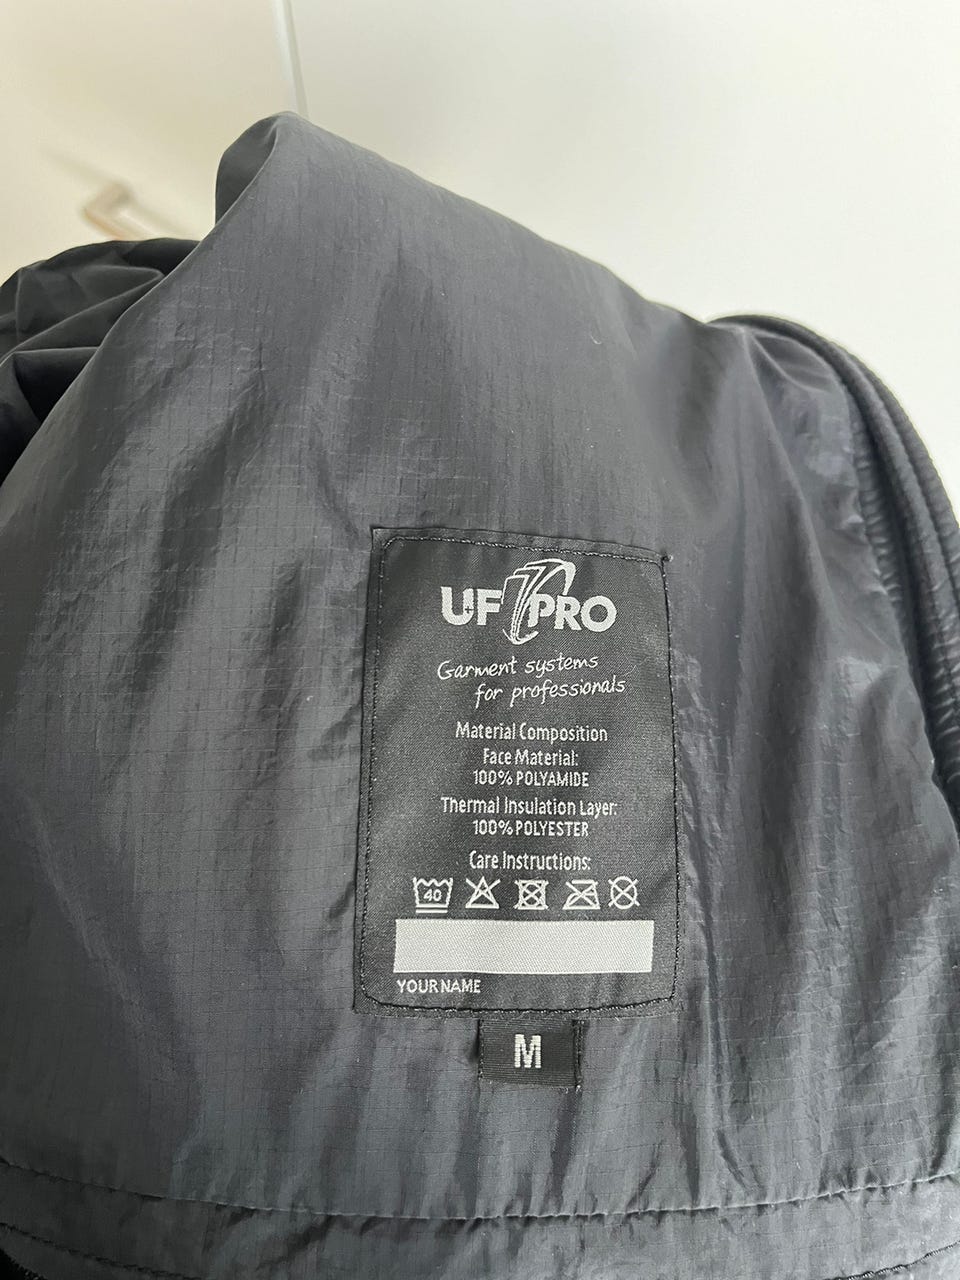 UF PRO
Garment systems
for professionals
Material Composition
Face Material:
100% POLYAMIDE
Thermal Insulation Layer:
100% POLYESTER
Care Instructions:
40
YOUR NAME
M